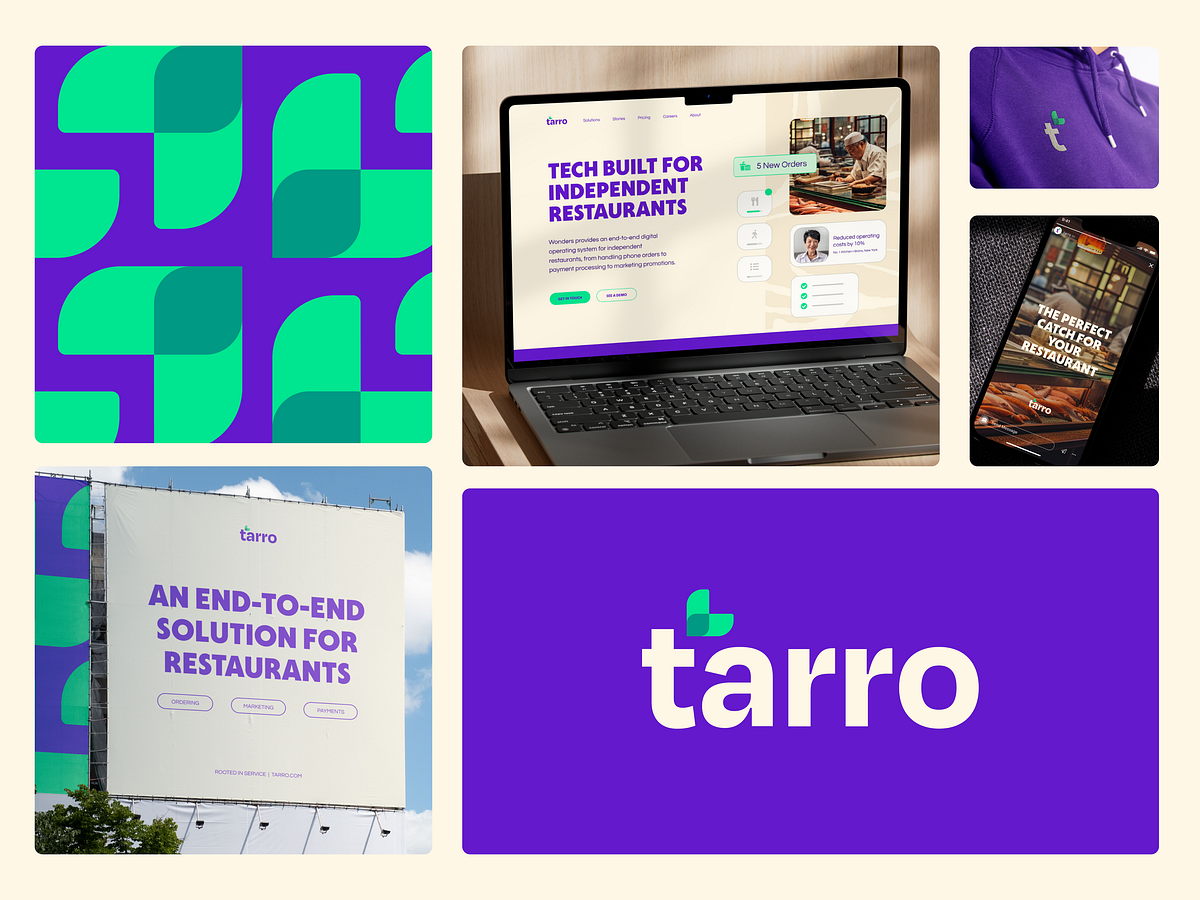 tarro
Solutions
Stories
Pricing
Careers
About
TECH BUILT FOR
INDEPENDENT
RESTAURANTS
Wonders provides an end-to-end digital
operating system for independent
restaurants, from handling phone orders to
payment processing to marketing promotions.
GET IN TOUCH
SEE A DEMO
5 New Orders
Reduced operating
costs by 10%
t
THE PERFECT
CATCH FOR
YOUR
RESTAURANT
tarro
Send Message
tarro
AN END-TO-END
SOLUTION FOR
RESTAURANTS
ORDERING
MARKETING
PAYMENTS
ROOTED IN SERVICE | TARRO.COM
tarro